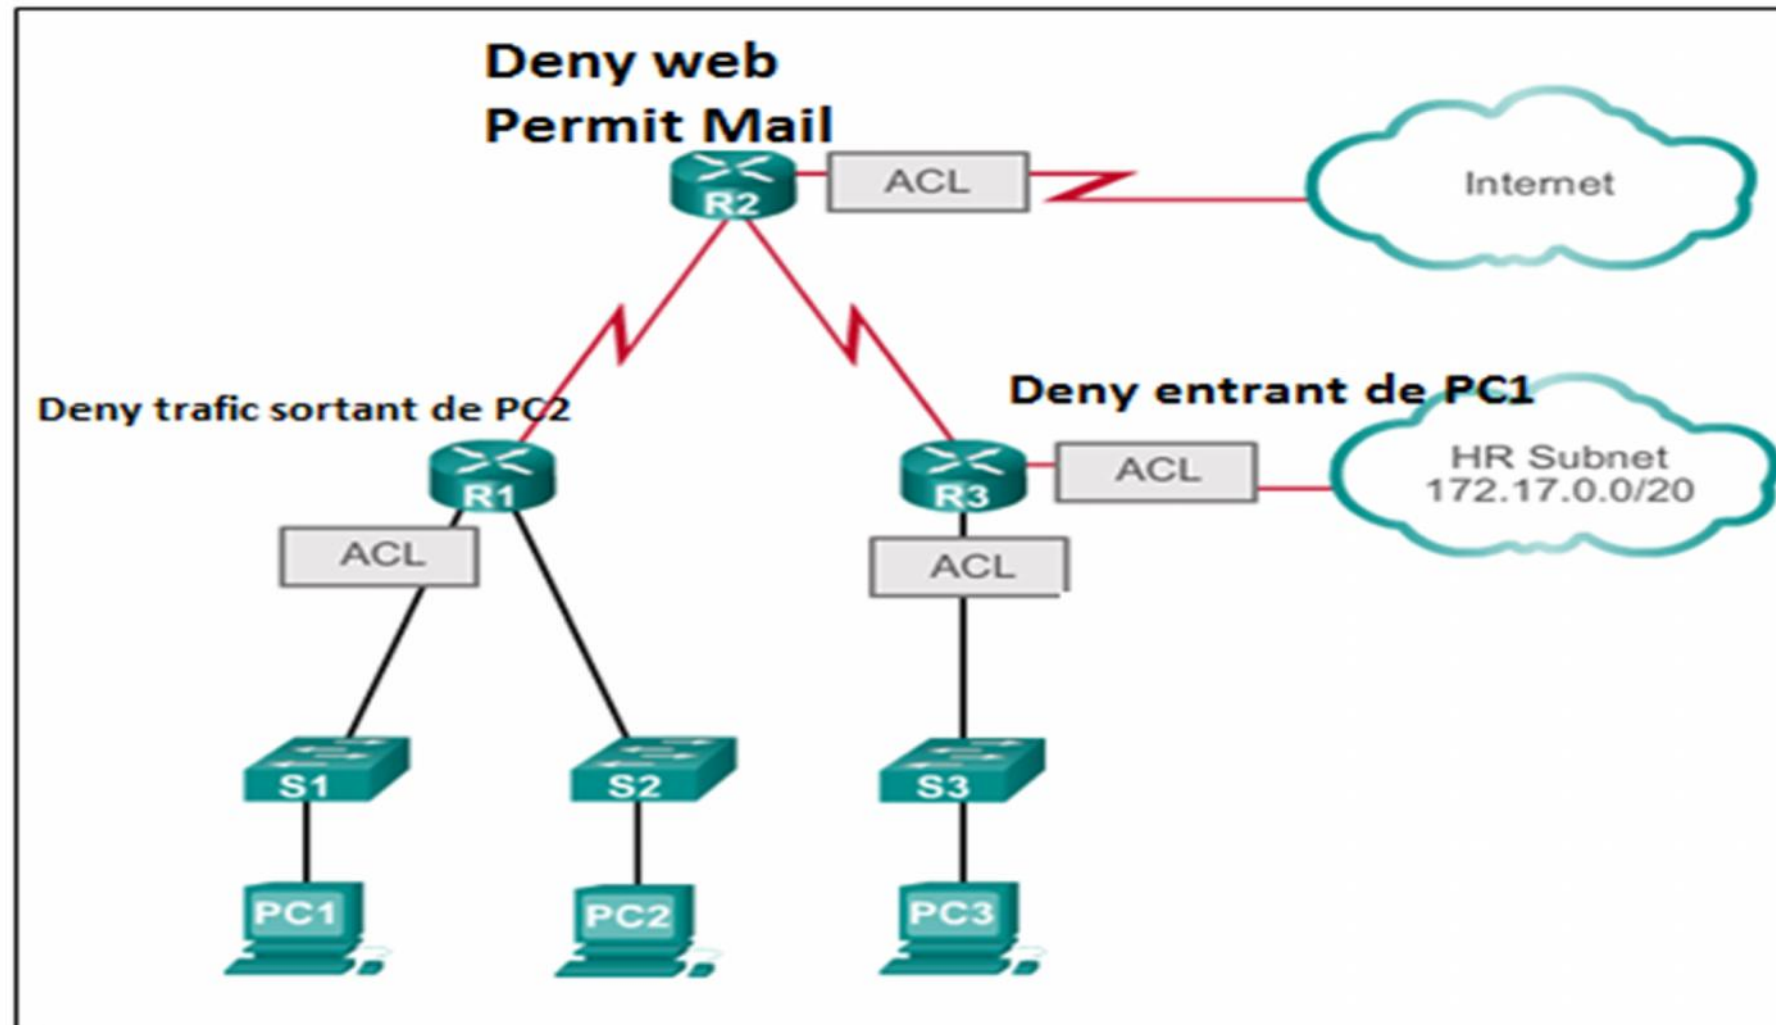 Deny web
Permit Mail
R2
ACL
Internet
Deny trafic sortant de PC2
Deny entrant de PC1
R1
R3
ACL
HR Subnet
172.17.0.0/20
ACL
ACL
S1
S2
S3
PC1
PC2
PC3